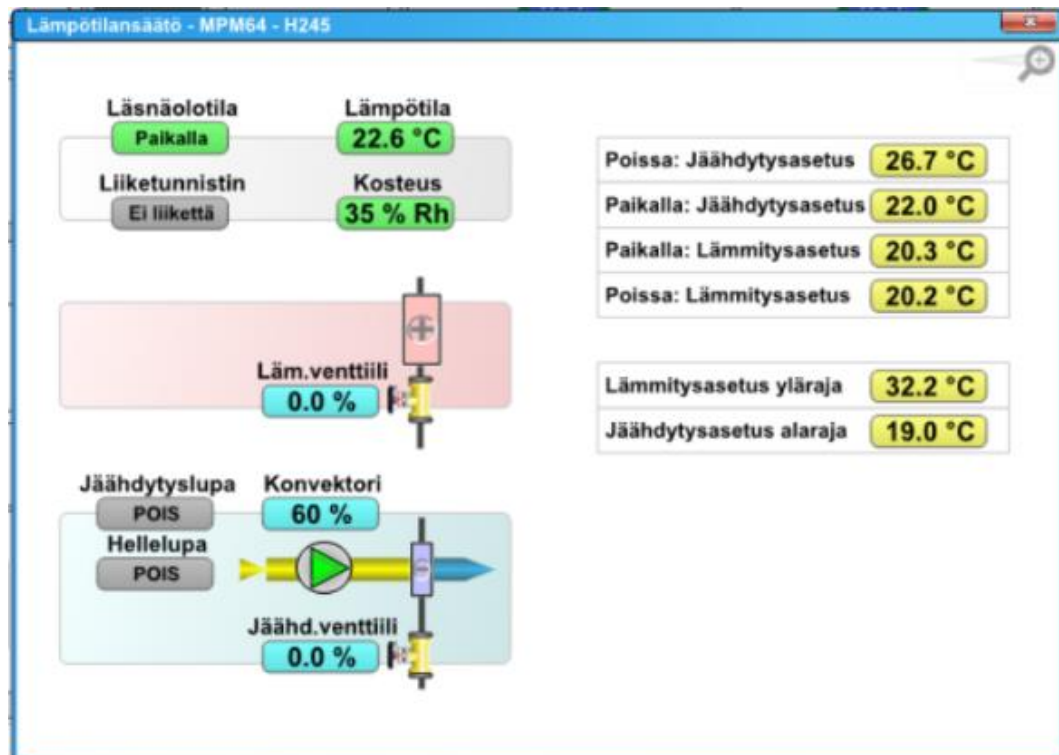 Lämpötilansäätö - MPM64 - H245
Läsnäolotila
Paikalla
Lämpötila
22.6 °C
Liiketunnistin
Ei liikettä
Kosteus
35 % Rh
Läm.venttiili
0.0 %
Jäähdytyslupa
POIS
Konvektori
60 %
Hellelupa
POIS
Jäähd.venttiili
0.0 %
Poissa: Jäähdytysasetus 26.7 °C
Paikalla: Jäähdytysasetus 22.0 °C
Paikalla: Lämmitysasetus 20.3 °C
Poissa: Lämmitysasetus 20.2 °C
Lämmitysasetus yläraja 32.2 °C
Jäähdytysasetus alaraja 19.0 °C